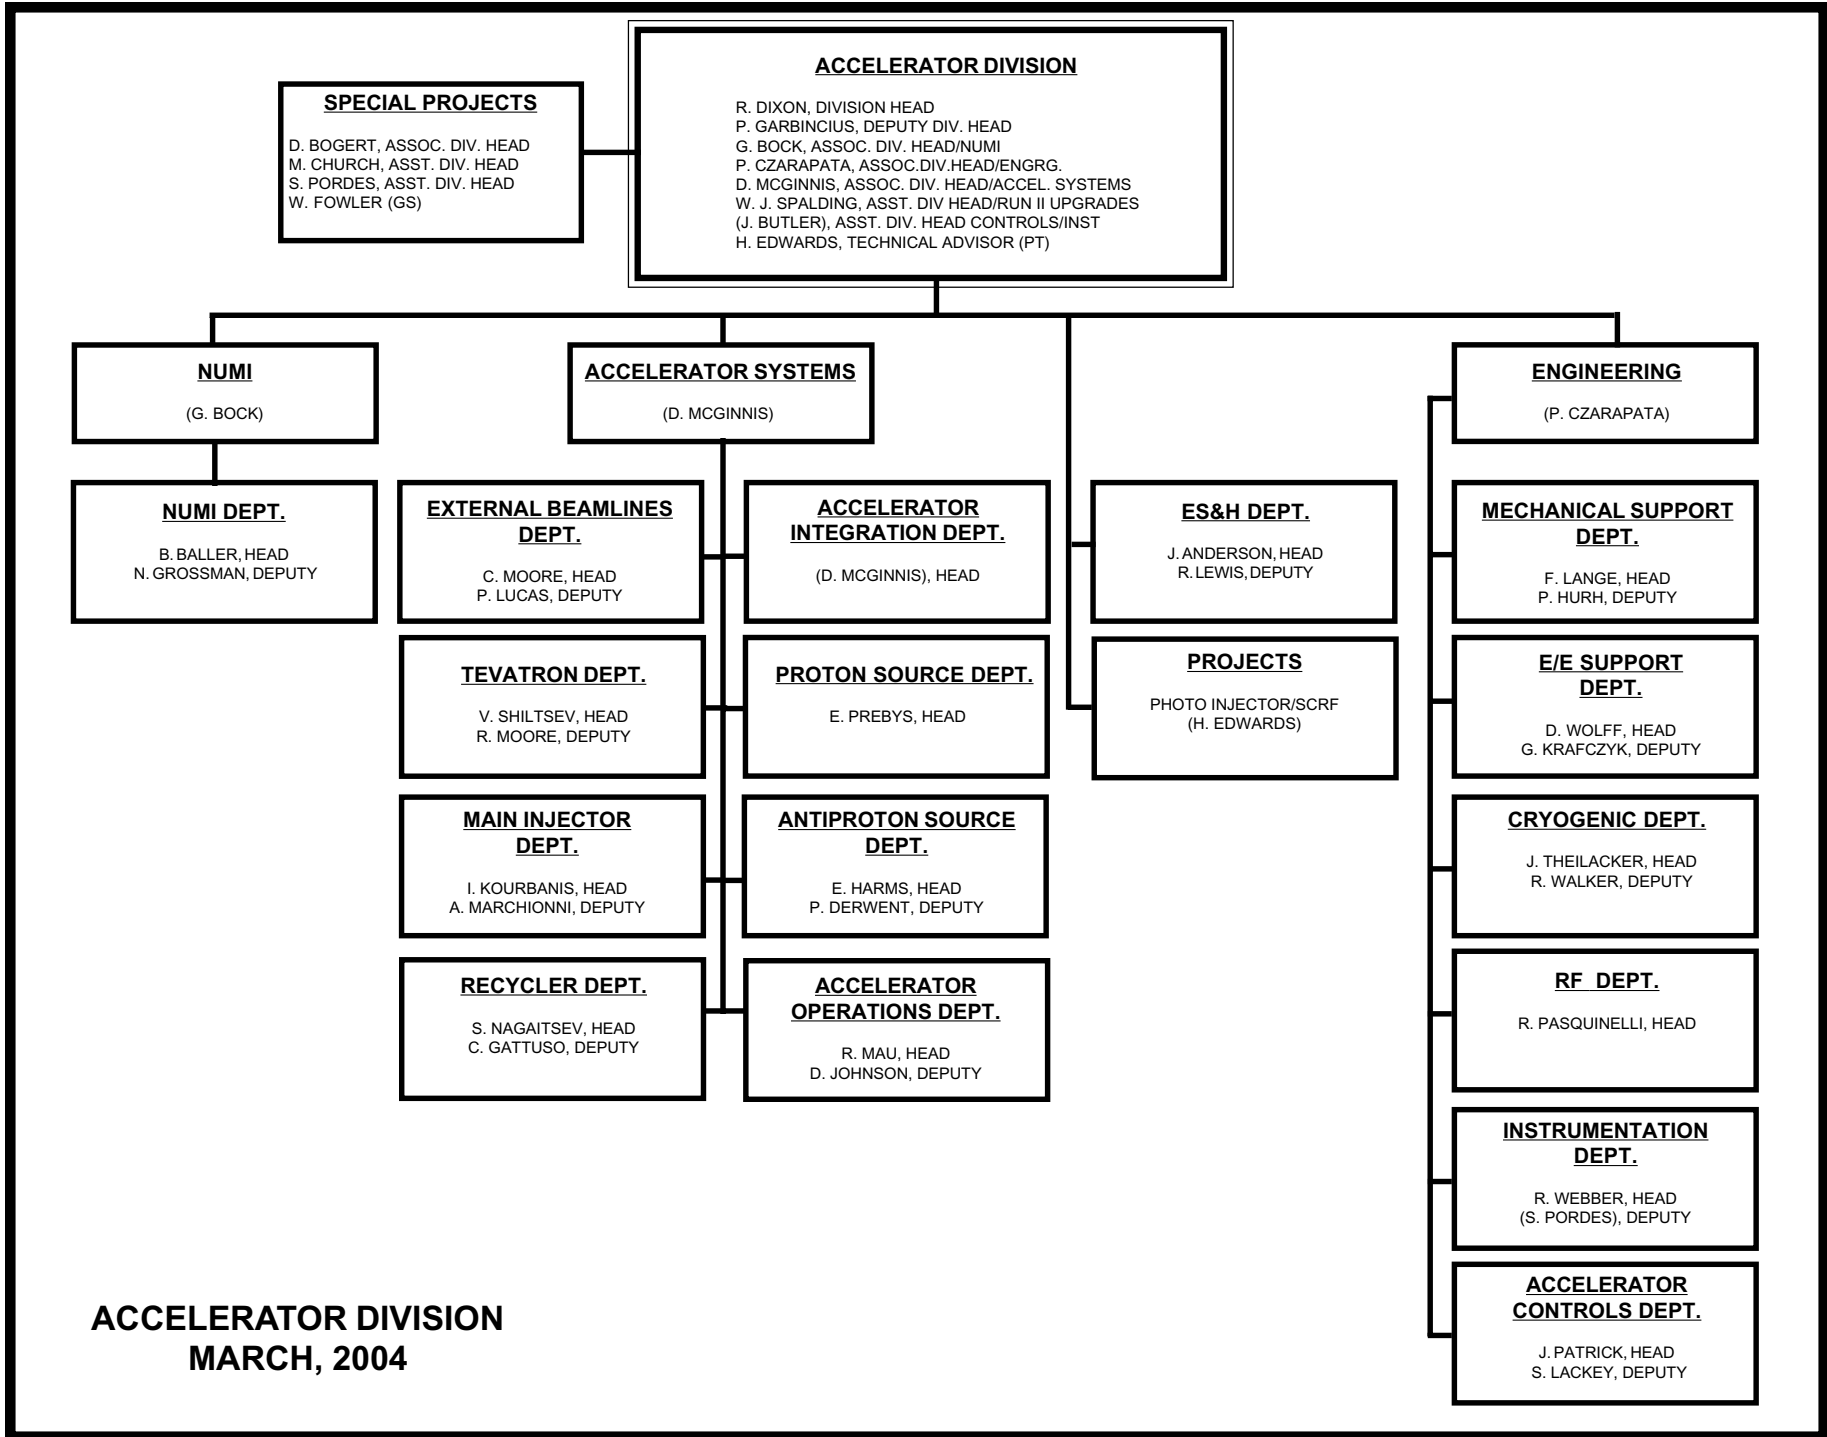 ACCELERATOR DIVISION
R. DIXON, DIVISION HEAD
P. GARBINCIUS, DEPUTY DIV. HEAD
G. BOCK, ASSOC. DIV. HEAD/NUMI
P. CZARAPATA, ASSOC.DIV.HEAD/ENGRG.
D. MCGINNIS, ASSOC. DIV. HEAD/ACCEL. SYSTEMS
W. J. SPALDING, ASST. DIV HEAD/RUN II UPGRADES
(J. BUTLER), ASST. DIV. HEAD CONTROLS/INST
H. EDWARDS, TECHNICAL ADVISOR (PT)
SPECIAL PROJECTS
D. BOGERT, ASSOC. DIV. HEAD
M. CHURCH, ASST. DIV. HEAD
S. PORDES, ASST. DIV. HEAD
W. FOWLER (GS)
NUMI
(G. BOCK)
NUMI DEPT.
B. BALLER, HEAD
N. GROSSMAN, DEPUTY
ACCELERATOR SYSTEMS
(D. MCGINNIS)
EXTERNAL BEAMLINES
DEPT.
C. MOORE, HEAD
P. LUCAS, DEPUTY
ACCELERATOR
INTEGRATION DEPT.
(D. MCGINNIS), HEAD
TEVATRON DEPT.
V. SHILTSEV, HEAD
R. MOORE, DEPUTY
PROTON SOURCE DEPT.
E. PREBYS, HEAD
MAIN INJECTOR
DEPT.
I. KOURBANIS, HEAD
A. MARCHIONNI, DEPUTY
ANTIPROTON SOURCE
DEPT.
E. HARMS, HEAD
P. DERWENT, DEPUTY
RECYCLER DEPT.
S. NAGAITSEV, HEAD
C. GATTUSO, DEPUTY
ACCELERATOR
OPERATIONS DEPT.
R. MAU, HEAD
D. JOHNSON, DEPUTY
ES&H DEPT.
J. ANDERSON, HEAD
R. LEWIS, DEPUTY
PROJECTS
PHOTO INJECTOR/SCRF
(H. EDWARDS)
ENGINEERING
(P. CZARAPATA)
MECHANICAL SUPPORT
DEPT.
F. LANGE, HEAD
P. HURH, DEPUTY
E/E SUPPORT
DEPT.
D. WOLFF, HEAD
G. KRAFCZYK, DEPUTY
CRYOGENIC DEPT.
J. THEILACKER, HEAD
R. WALKER, DEPUTY
RF DEPT.
R. PASQUINELLI, HEAD
INSTRUMENTATION
DEPT.
R. WEBBER, HEAD
(S. PORDES), DEPUTY
ACCELERATOR
CONTROLS DEPT.
J. PATRICK, HEAD
S. LACKEY, DEPUTY
ACCELERATOR DIVISION
MARCH, 2004